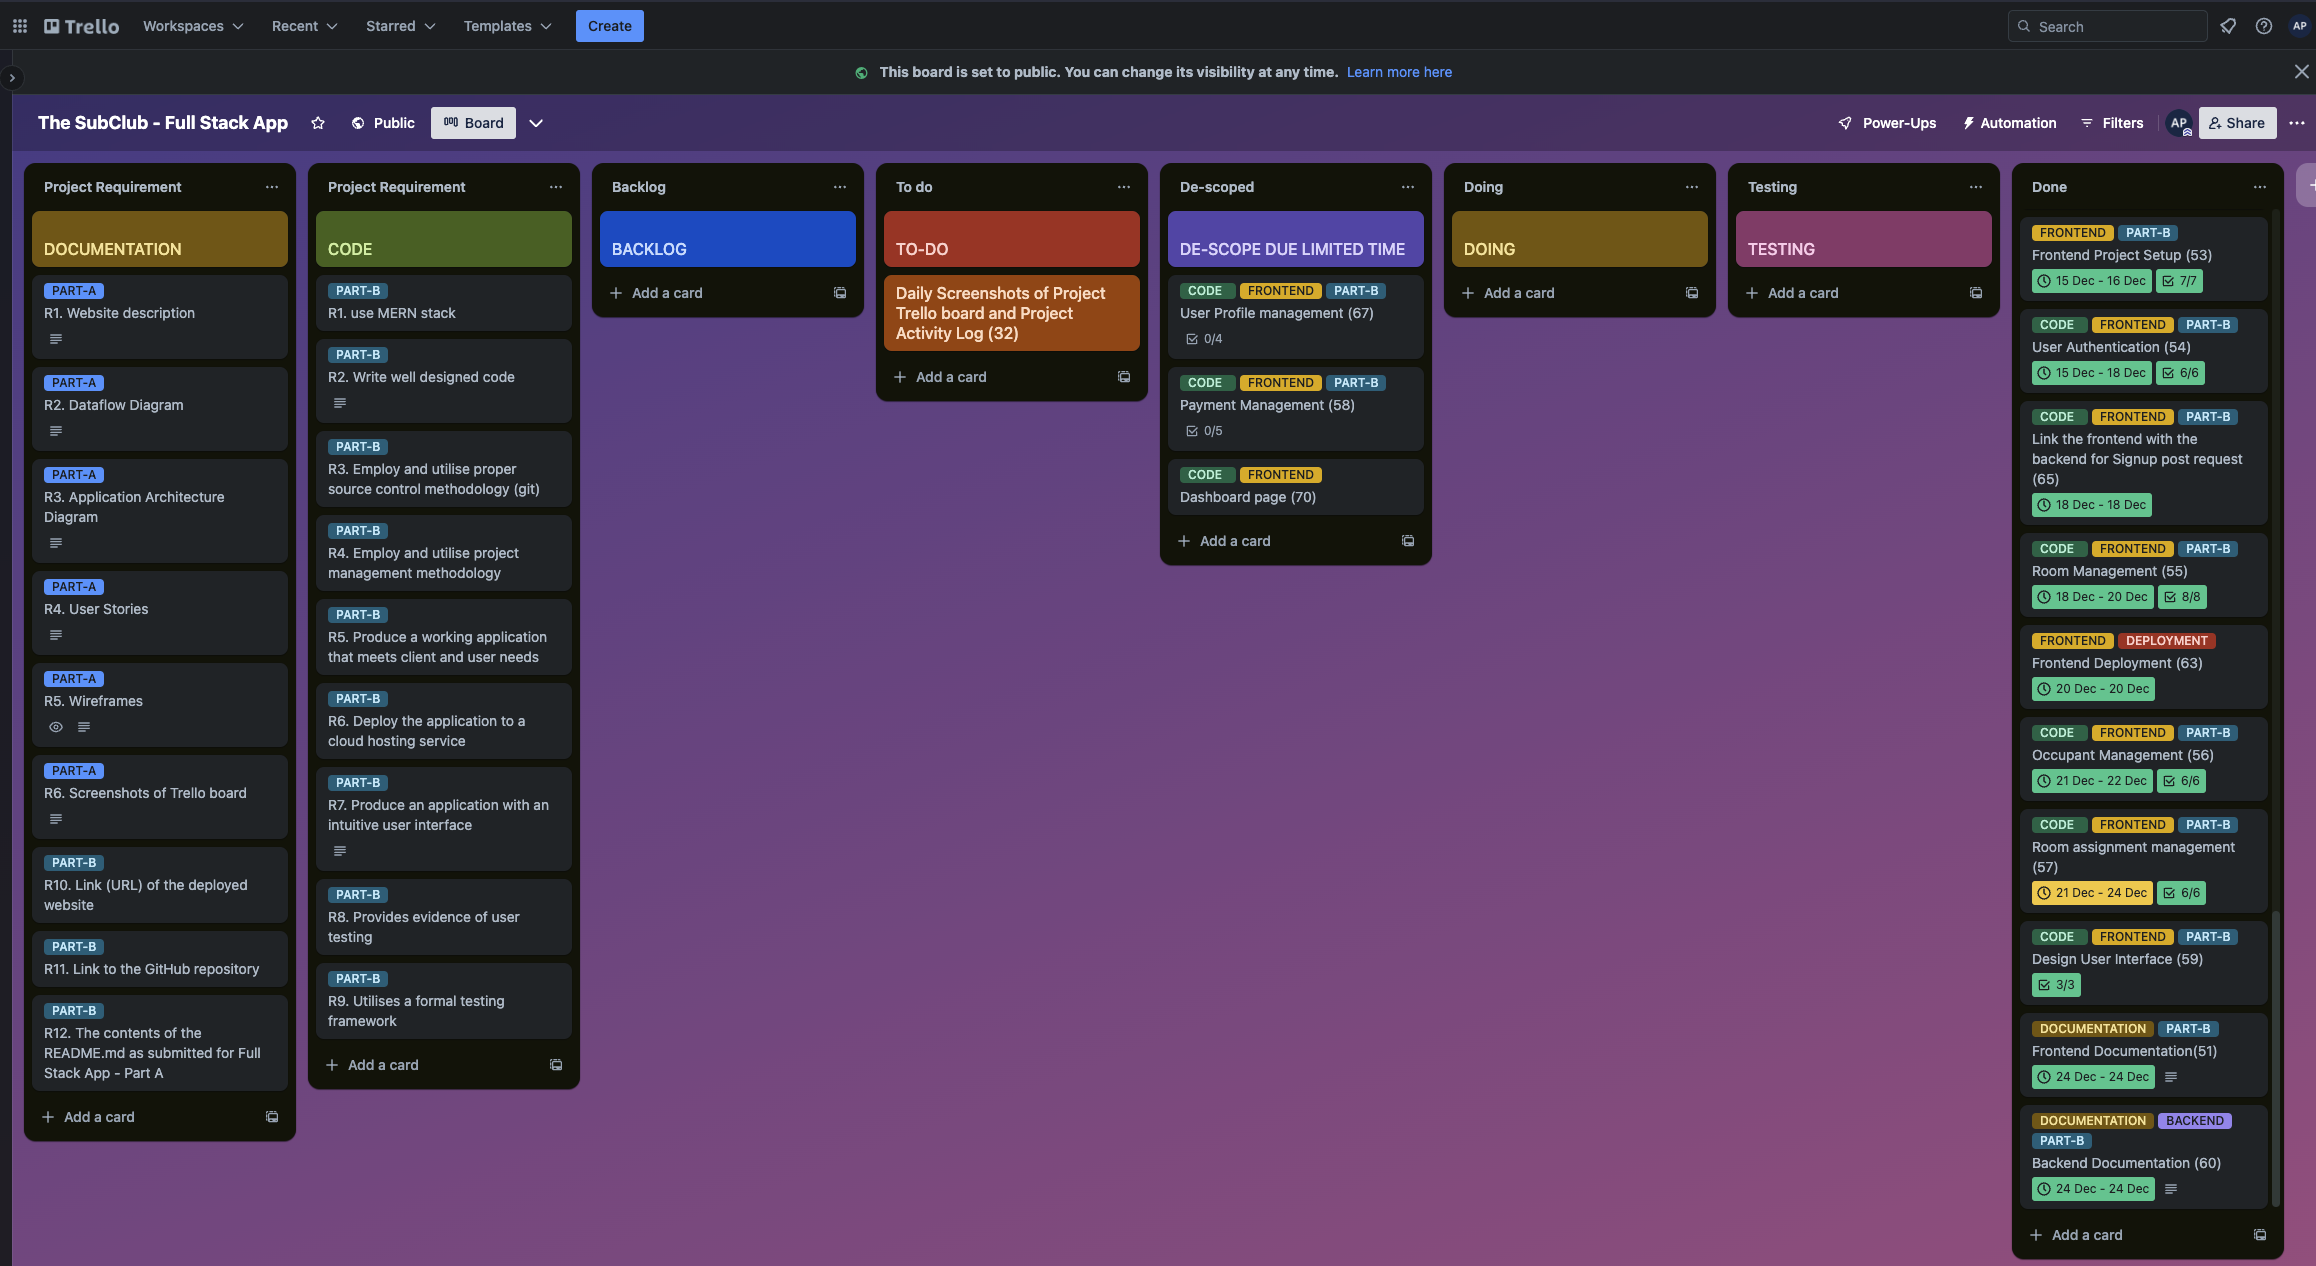 Trello
Workspaces
Recent
Starred
Templates
Create
Search
AP
This board is set to public. You can change its visibility at any time. Learn more here
The SubClub - Full Stack App
Public
Board
Power-Ups
Automation
Filters
AP
Share
Project Requirement
DOCUMENTATION
PART-A
R1. Website description
PART-A
R2. Dataflow Diagram
PART-A
R3. Application Architecture
Diagram
PART-A
R4. User Stories
PART-A
R5. Wireframes
PART-A
R6. Screenshots of Trello board
PART-B
R10. Link (URL) of the deployed
website
PART-B
R11. Link to the GitHub repository
PART-B
R12. The contents of the
README.md as submitted for Full
Stack App - Part A
Add a card
Project Requirement
CODE
PART-B
R1. use MERN stack
PART-B
R2. Write well designed code
PART-B
R3. Employ and utilise proper
source control methodology (git)
PART-B
R4. Employ and utilise project
management methodology
PART-B
R5. Produce a working application
that meets client and user needs
PART-B
R6. Deploy the application to a
cloud hosting service
PART-B
R7. Produce an application with an
intuitive user interface
PART-B
R8. Provides evidence of user
testing
PART-B
R9. Utilises a formal testing
framework
Add a card
Backlog
BACKLOG
Add a card
To do
TO-DO
Daily Screenshots of Project
Trello board and Project
Activity Log (32)
Add a card
De-scoped
DE-SCOPE DUE LIMITED TIME
CODE FRONTEND PART-B
User Profile management (67)
0/4
CODE FRONTEND PART-B
Payment Management (58)
0/5
CODE FRONTEND
Dashboard page (70)
Add a card
Doing
DOING
Add a card
Testing
TESTING
Add a card
Done
FRONTEND PART-B
Frontend Project Setup (53)
15 Dec - 16 Dec 7/7
CODE FRONTEND PART-B
User Authentication (54)
15 Dec - 18 Dec 6/6
CODE FRONTEND PART-B
Link the frontend with the
backend for Signup post request
(65)
18 Dec - 18 Dec
CODE FRONTEND PART-B
Room Management (55)
18 Dec - 20 Dec 8/8
FRONTEND DEPLOYMENT
Frontend Deployment (63)
20 Dec - 20 Dec
CODE FRONTEND PART-B
Occupant Management (56)
21 Dec - 22 Dec 6/6
CODE FRONTEND PART-B
Room assignment management
(57)
21 Dec - 24 Dec 6/6
CODE FRONTEND PART-B
Design User Interface (59)
3/3
DOCUMENTATION PART-B
Frontend Documentation(51)
24 Dec - 24 Dec
DOCUMENTATION BACKEND
PART-B
Backend Documentation (60)
24 Dec - 24 Dec
Add a card